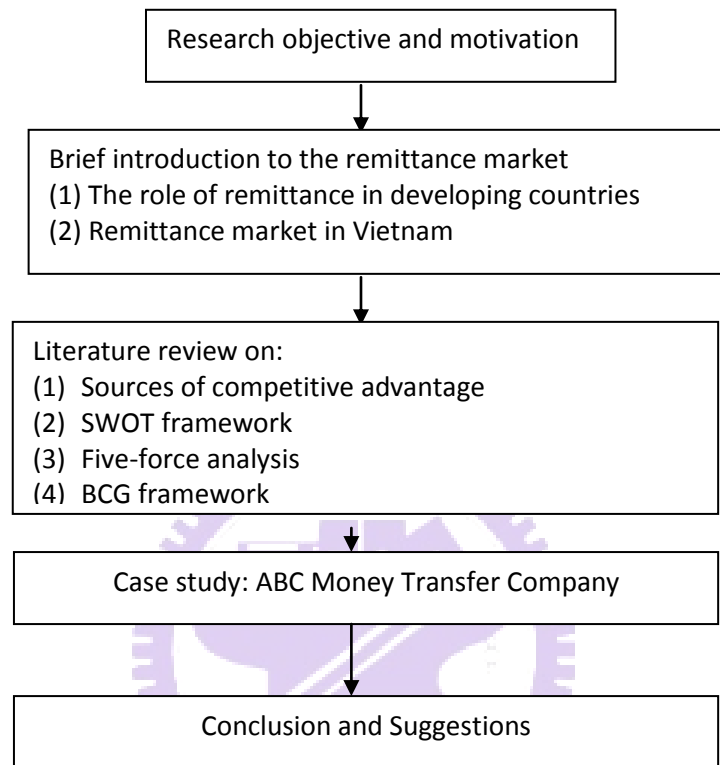 Research objective and motivation
Brief introduction to the remittance market
(1) The role of remittance in developing countries
(2) Remittance market in Vietnam
Literature review on:
(1) Sources of competitive advantage
(2) SWOT framework
(3) Five-force analysis
(4) BCG framework
Case study: ABC Money Transfer Company
Conclusion and Suggestions